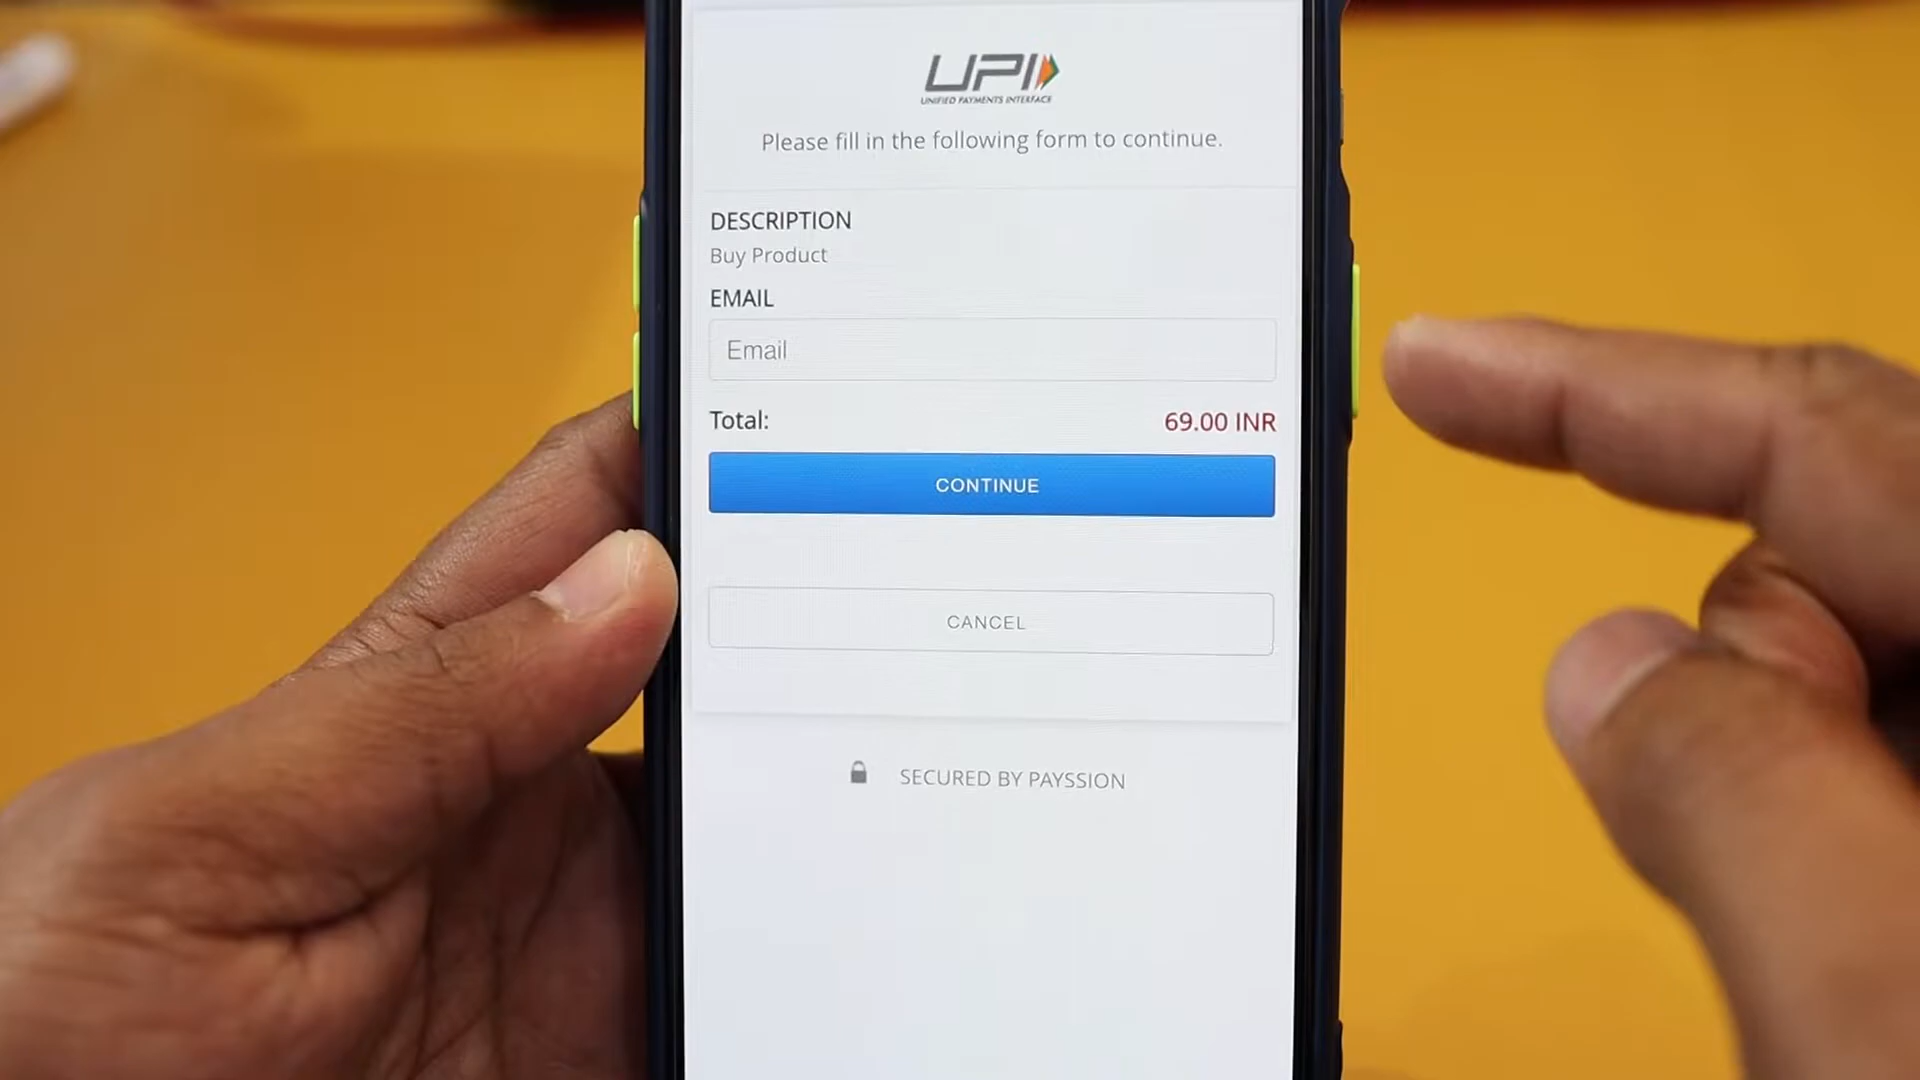 UPI
UNIFIED PAYMENTS INTERFACE
Please fill in the following form to continue.
DESCRIPTION
Buy Product
EMAIL
Email
Total: 69.00 INR
CONTINUE
CANCEL
SECURED BY PAYSSION